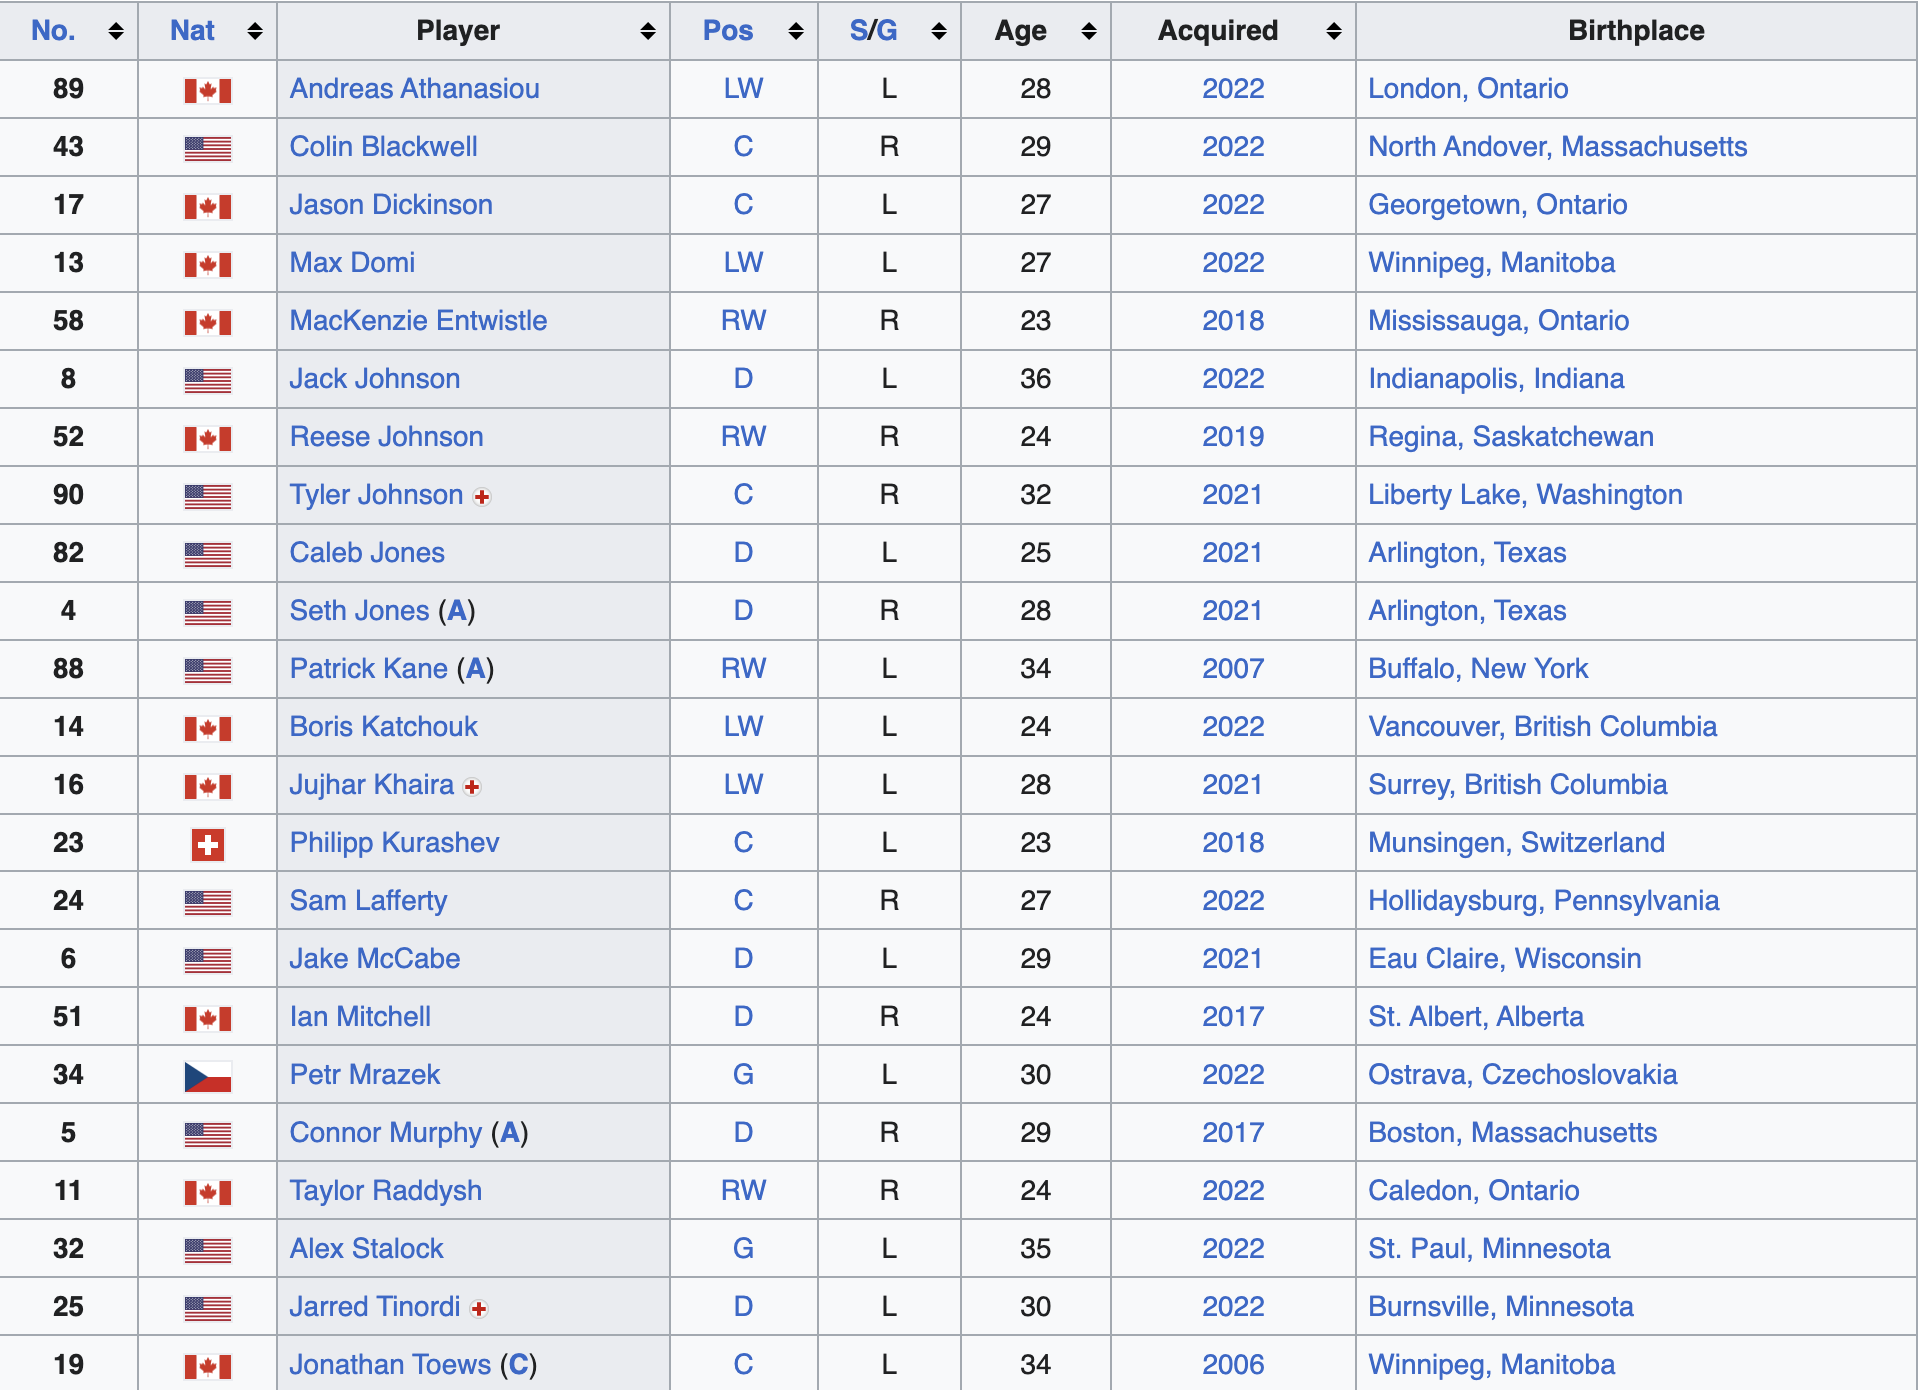 No. Nat Player Pos S/G Age Acquired Birthplace
89 Andreas Athanasiou LW L 28 2022 London, Ontario
43 Colin Blackwell C R 29 2022 North Andover, Massachusetts
17 Jason Dickinson C L 27 2022 Georgetown, Ontario
13 Max Domi LW L 27 2022 Winnipeg, Manitoba
58 MacKenzie Entwistle RW R 23 2018 Mississauga, Ontario
8 Jack Johnson D L 36 2022 Indianapolis, Indiana
52 Reese Johnson RW R 24 2019 Regina, Saskatchewan
90 Tyler Johnson C R 32 2021 Liberty Lake, Washington
82 Caleb Jones D L 25 2021 Arlington, Texas
4 Seth Jones (A) D R 28 2021 Arlington, Texas
88 Patrick Kane (A) RW L 34 2007 Buffalo, New York
14 Boris Katchouk LW L 24 2022 Vancouver, British Columbia
16 Jujhar Khaira LW L 28 2021 Surrey, British Columbia
23 Philipp Kurashev C L 23 2018 Munsingen, Switzerland
24 Sam Lafferty C R 27 2022 Hollidaysburg, Pennsylvania
6 Jake McCabe D L 29 2021 Eau Claire, Wisconsin
51 Ian Mitchell D R 24 2017 St. Albert, Alberta
34 Petr Mrazek G L 30 2022 Ostrava, Czechoslovakia
5 Connor Murphy (A) D R 29 2017 Boston, Massachusetts
11 Taylor Raddysh RW R 24 2022 Caledon, Ontario
32 Alex Stalock G L 35 2022 St. Paul, Minnesota
25 Jarred Tinordi D L 30 2022 Burnsville, Minnesota
19 Jonathan Toews (C) C L 34 2006 Winnipeg, Manitoba